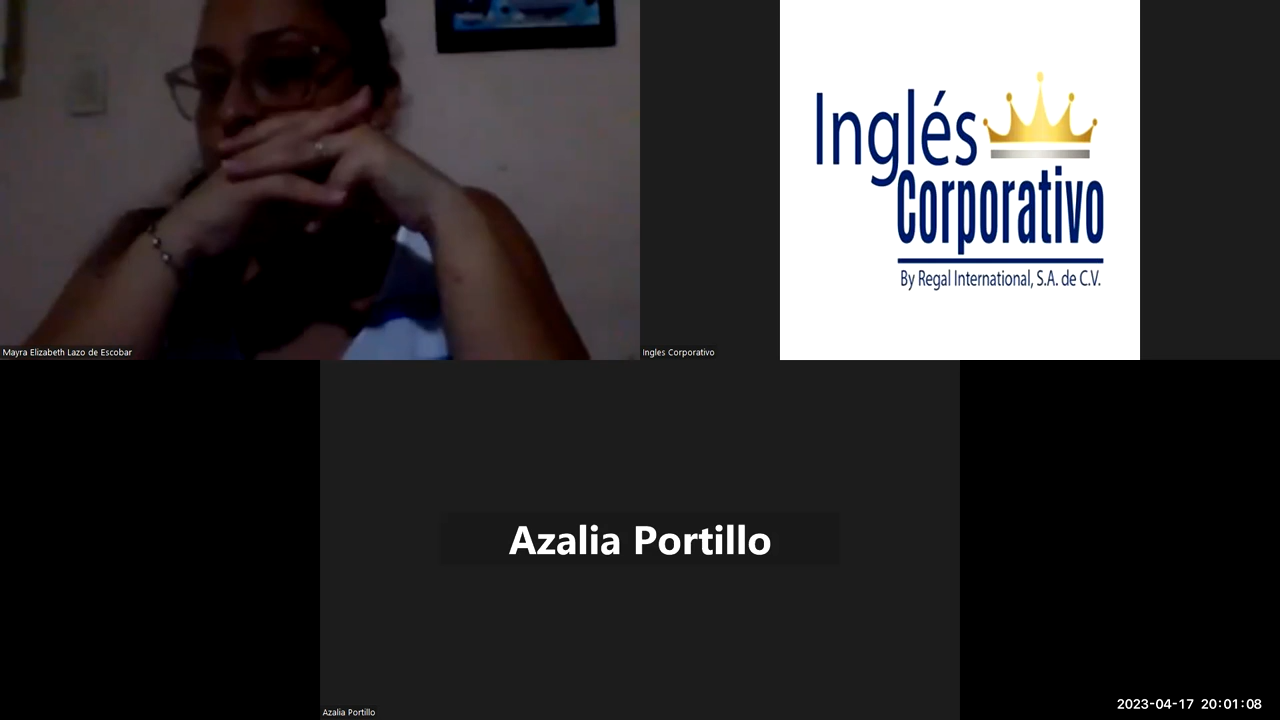 Inglés
Corporativo
By Regal International, S.A. de C.V.
Mayra Elizabeth Lazo de Escobar
Ingles Corporativo
Azalia Portillo
Azalia Portillo
2023-04-17 20:01:08